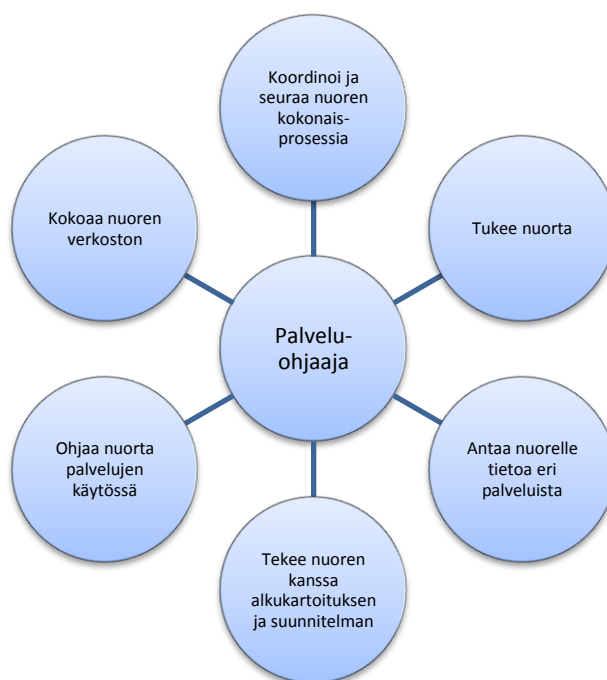 Koordinoi ja
seuraa nuoren
kokonais-
prosessia
Kokoaa nuoren
verkoston
Tukee nuorta
Palvelu-
ohjaaja
Ohjaa nuorta
palvelujen
käytössä
Antaa nuorelle
tietoa eri
palveluista
Tekee nuoren
kanssa
alkukartoituksen
ja suunnitelman